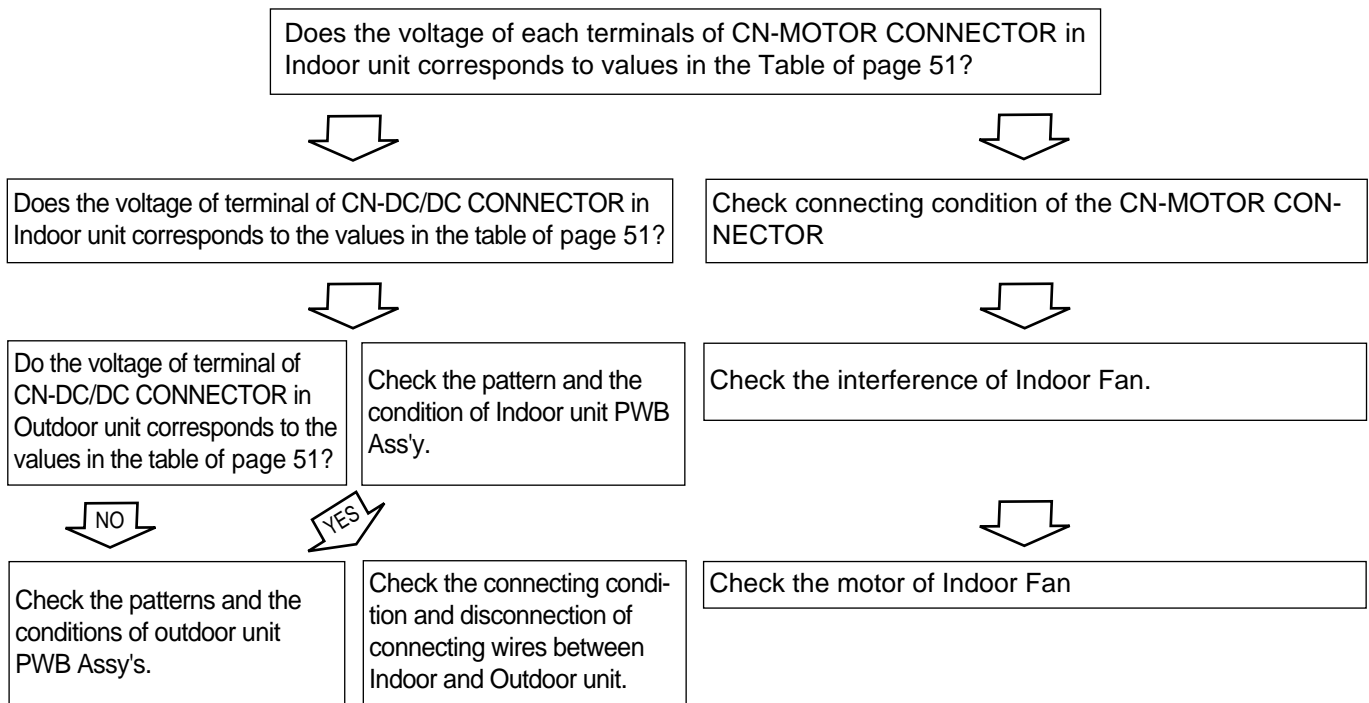 Does the voltage of each terminals of CN-MOTOR CONNECTOR in
Indoor unit corresponds to values in the Table of page 51?
Does the voltage of terminal of CN-DC/DC CONNECTOR in
Indoor unit corresponds to the values in the table of page 51?
Check connecting condition of the CN-MOTOR CON-
NECTOR
Do the voltage of terminal of
CN-DC/DC CONNECTOR in
Outdoor unit corresponds to the
values in the table of page 51?
Check the pattern and the
condition of Indoor unit PWB
Ass'y.
Check the interference of Indoor Fan.
NO
YES
Check the patterns and the
conditions of outdoor unit
PWB Assy's.
Check the connecting condi-
tion and disconnection of
connecting wires between
Indoor and Outdoor unit.
Check the motor of Indoor Fan